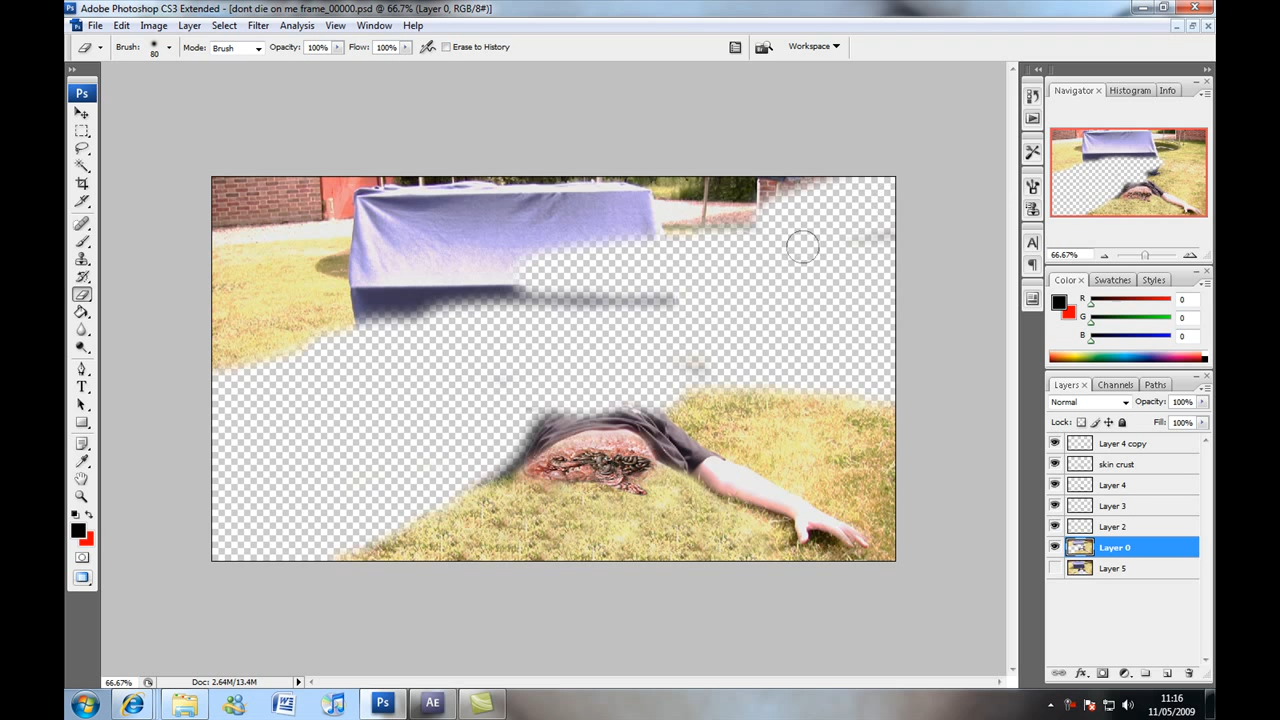 Adobe Photoshop CS3 Extended - [dont die on me frame_00000.psd @ 66.7% (Layer 0, RGB/8#)]
File Edit Image Layer Select Filter Analysis View Window Help
Brush: 80 Mode: Brush Opacity: 100% Flow: 100% Erase to History Workspace
Ps
Navigator × Histogram Info
66.67%
Color × Swatches Styles
R 0
G 0
B 0
Layers × Channels Paths
Normal Opacity: 100%
Lock: Fill: 100%
Layer 4 copy
skin crust
Layer 4
Layer 3
Layer 2
Layer 0
Layer 5
66.67% Doc: 2.64M/13.4M
Ps AE
11:16
11/05/2009